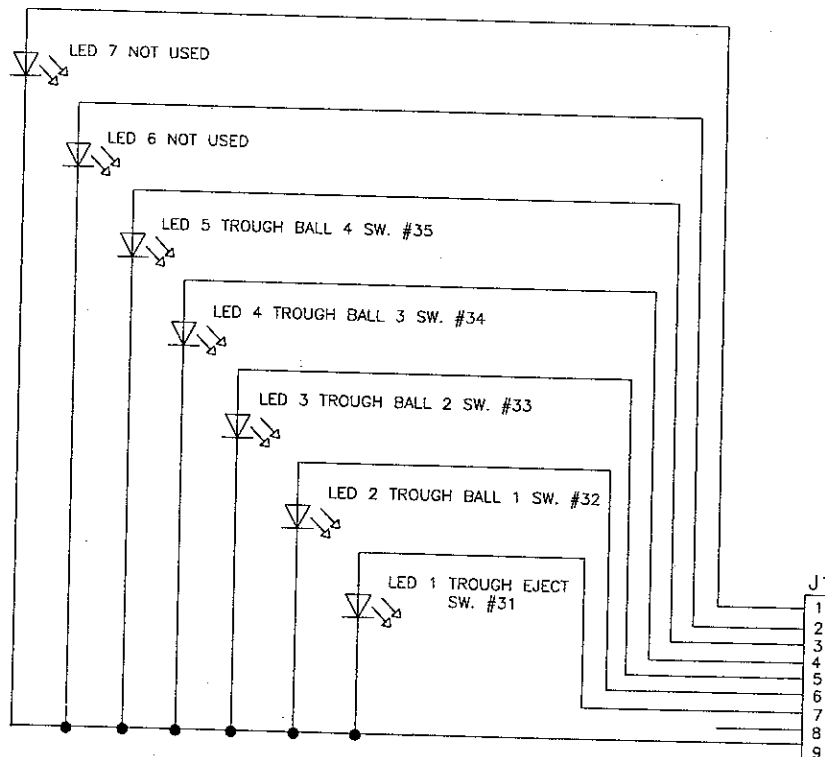 LED 7 NOT USED
LED 6 NOT USED
LED 5 TROUGH BALL 4 SW. #35
LED 4 TROUGH BALL 3 SW. #34
LED 3 TROUGH BALL 2 SW. #33
LED 2 TROUGH BALL 1 SW. #32
LED 1 TROUGH EJECT
SW. #31
J1
1
2
3
4
5
6
7
8
9